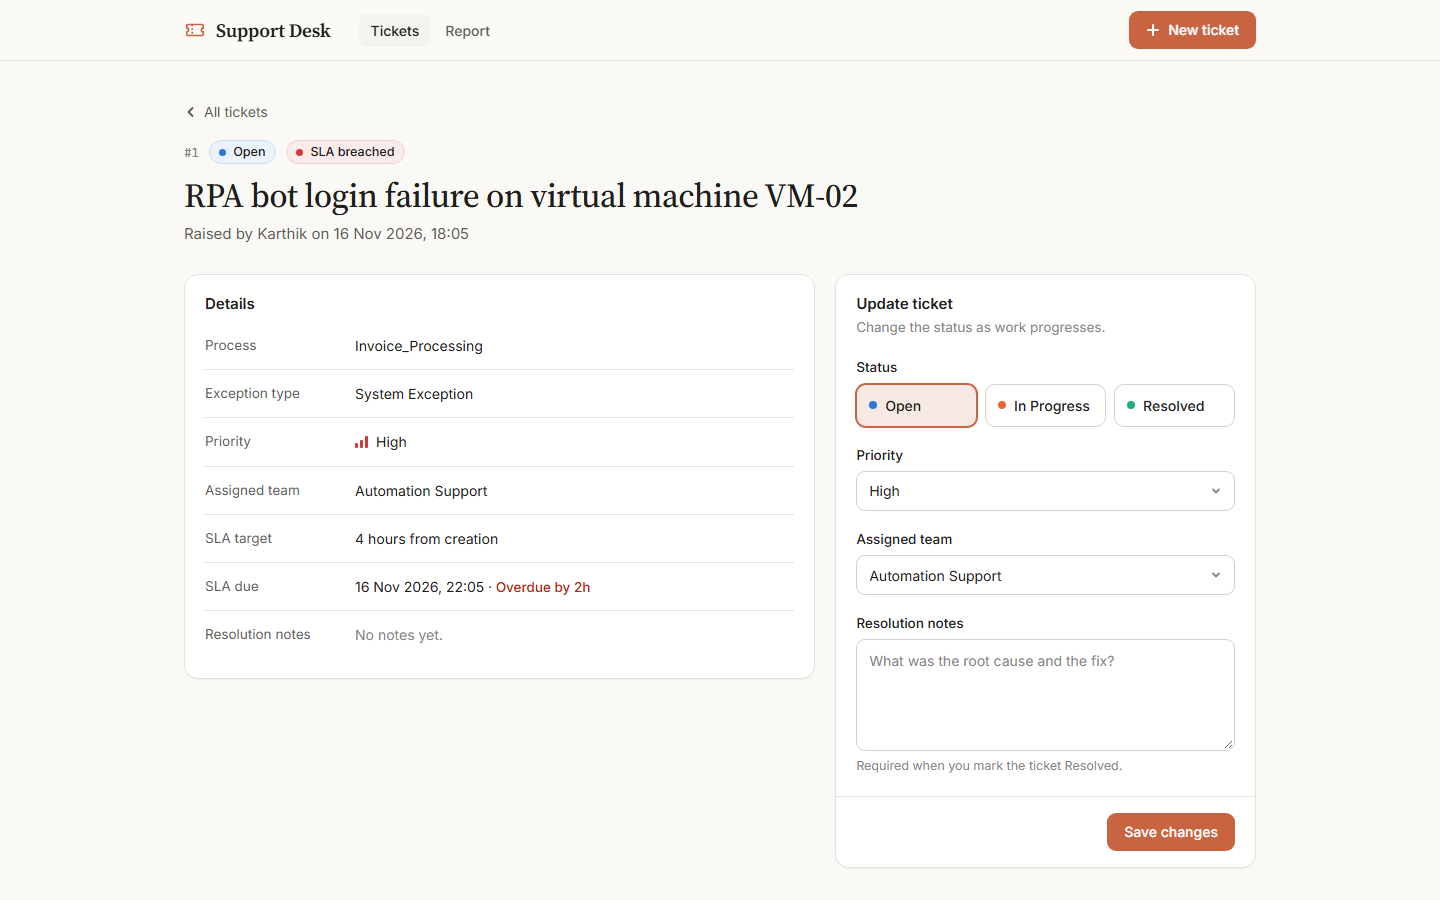 Support Desk
Tickets
Report
New ticket
All tickets
#1
Open
SLA breached
RPA bot login failure on virtual machine VM-02
Raised by Karthik on 16 Nov 2026, 18:05
Details
Process
Invoice_Processing
Exception type
System Exception
Priority
High
Assigned team
Automation Support
SLA target
4 hours from creation
SLA due
16 Nov 2026, 22:05 · Overdue by 2h
Resolution notes
No notes yet.
Update ticket
Change the status as work progresses.
Status
Open
In Progress
Resolved
Priority
High
Assigned team
Automation Support
Resolution notes
What was the root cause and the fix?
Required when you mark the ticket Resolved.
Save changes